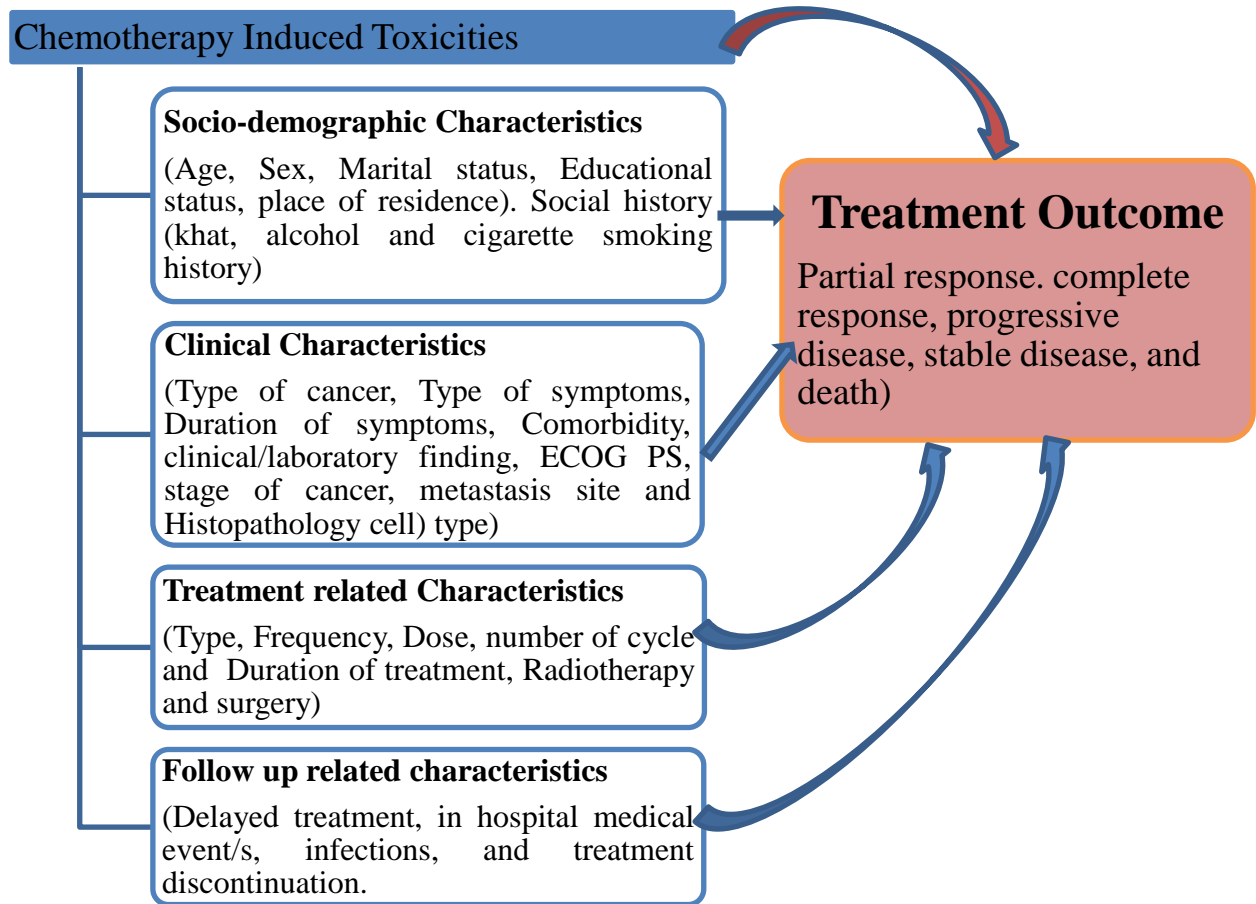 Chemotherapy Induced Toxicities
Socio-demographic Characteristics
(Age, Sex, Marital status, Educational
status, place of residence). Social history
(khat, alcohol and cigarette smoking
history)
Clinical Characteristics
(Type of cancer, Type of symptoms,
Duration of symptoms, Comorbidity,
clinical/laboratory finding, ECOG PS,
stage of cancer, metastasis site and
Histopathology cell) type)
Treatment related Characteristics
(Type, Frequency, Dose, number of cycle
and Duration of treatment, Radiotherapy
and surgery)
Follow up related characteristics
(Delayed treatment, in hospital medical
event/s, infections, and treatment
discontinuation.
Treatment Outcome
Partial response. complete
response, progressive
disease, stable disease, and
death)